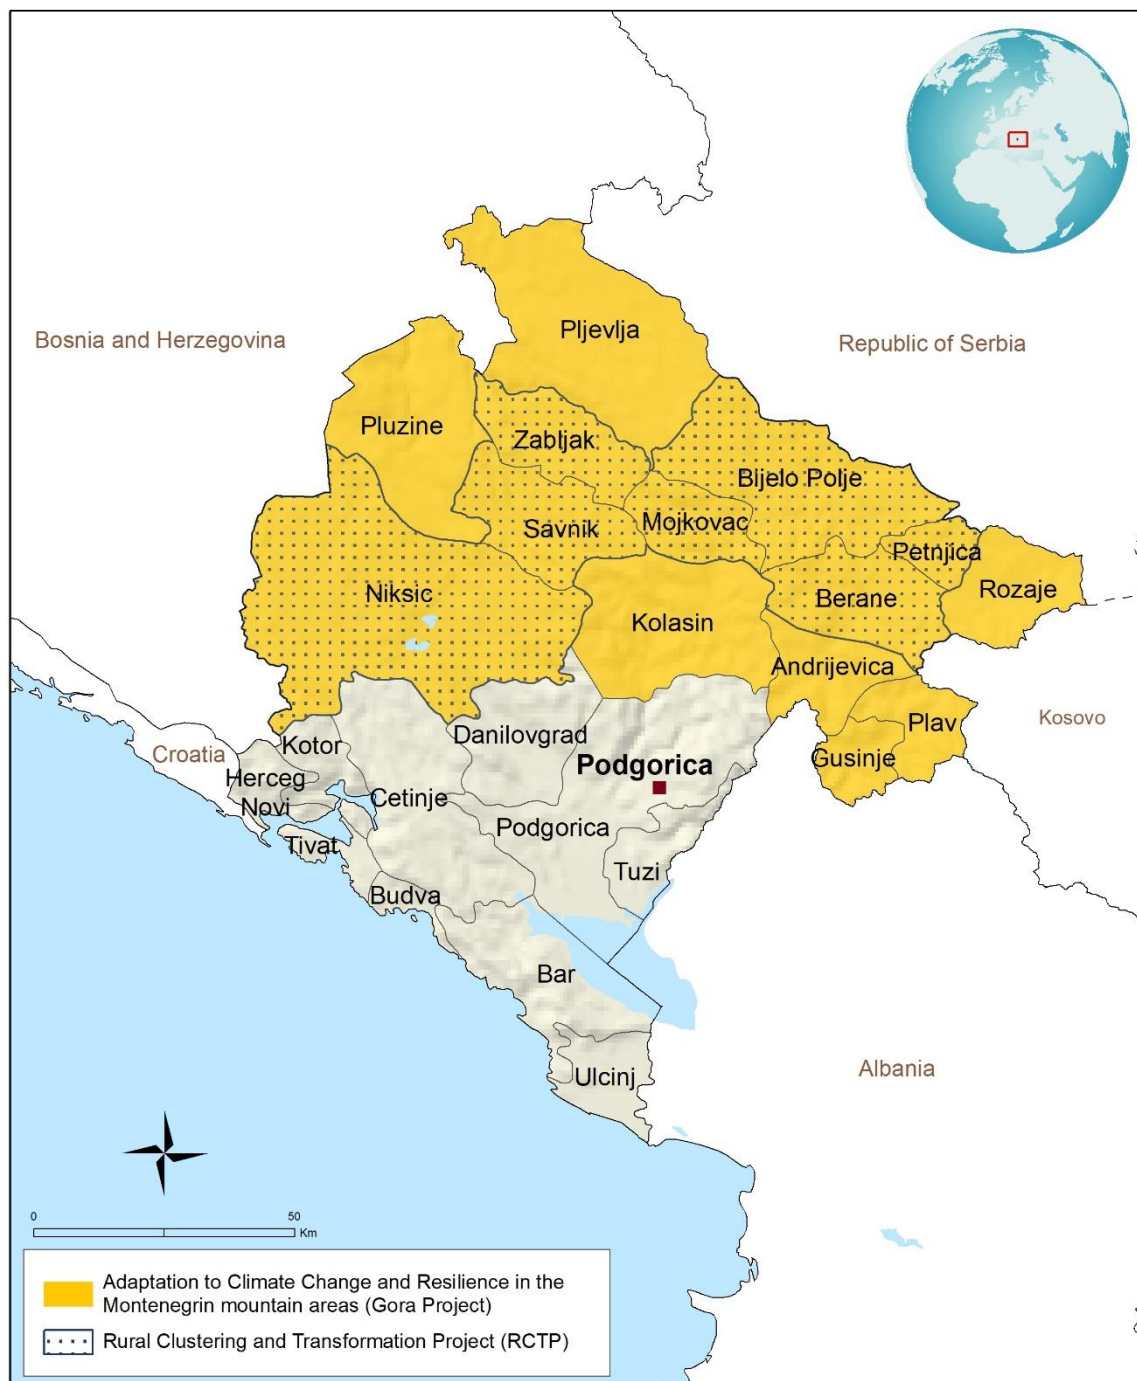 Bosnia and Herzegovina
Republic of Serbia
Pljevlja
Pluzine
Zabljak
Bijelo Polje
Savnik
Mojkovac
Petnjica
Niksic
Berane
Rozaje
Kolasin
Andrijevica
Plav
Kosovo
Gusinje
Croatia
Kotor
Danilovgrad
Podgorica
Herceg
Novi
Cetinje
Podgorica
Tivat
Tuzi
Budva
Bar
Ulcinj
Albania
0 50
Km
Adaptation to Climate Change and Resilience in the
Montenegrin mountain areas (Gora Project)
Rural Clustering and Transformation Project (RCTP)